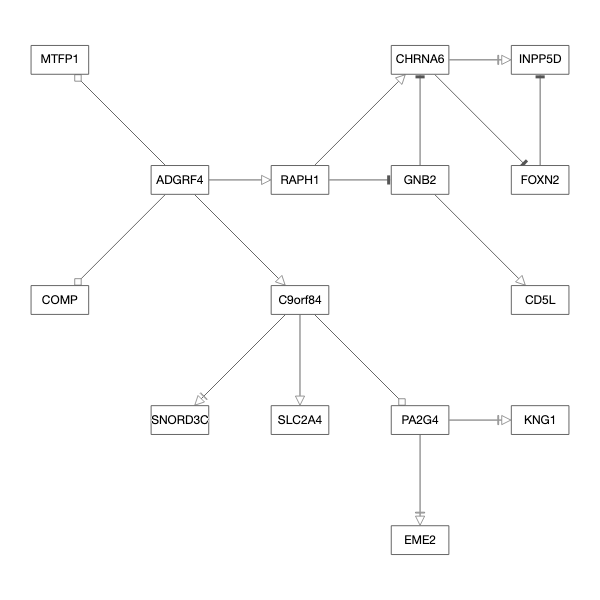 MTFP1
CHRNA6
INPP5D
ADGRF4
RAPH1
GNB2
FOXN2
COMP
C9orf84
CD5L
SNORD3C
SLC2A4
PA2G4
KNG1
EME2